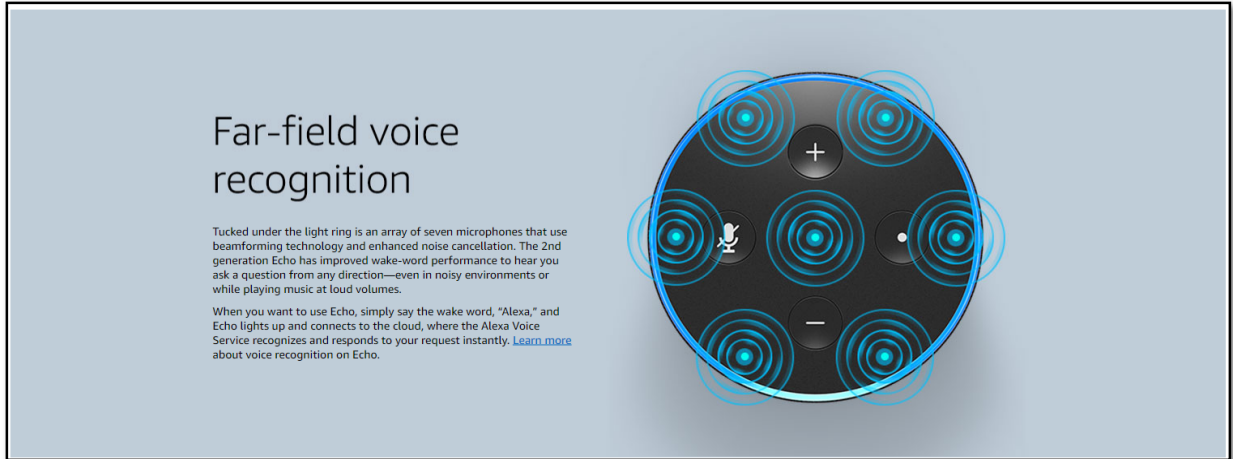 Far-field voice
recognition
Tucked under the light ring is an array of seven microphones that use
beamforming technology and enhanced noise cancellation. The 2nd
generation Echo has improved wake-word performance to hear you
ask a question from any direction—even in noisy environments or
while playing music at loud volumes.
When you want to use Echo, simply say the wake word, “Alexa,” and
Echo lights up and connects to the cloud, where the Alexa Voice
Service recognizes and responds to your request instantly. Learn more
about voice recognition on Echo.